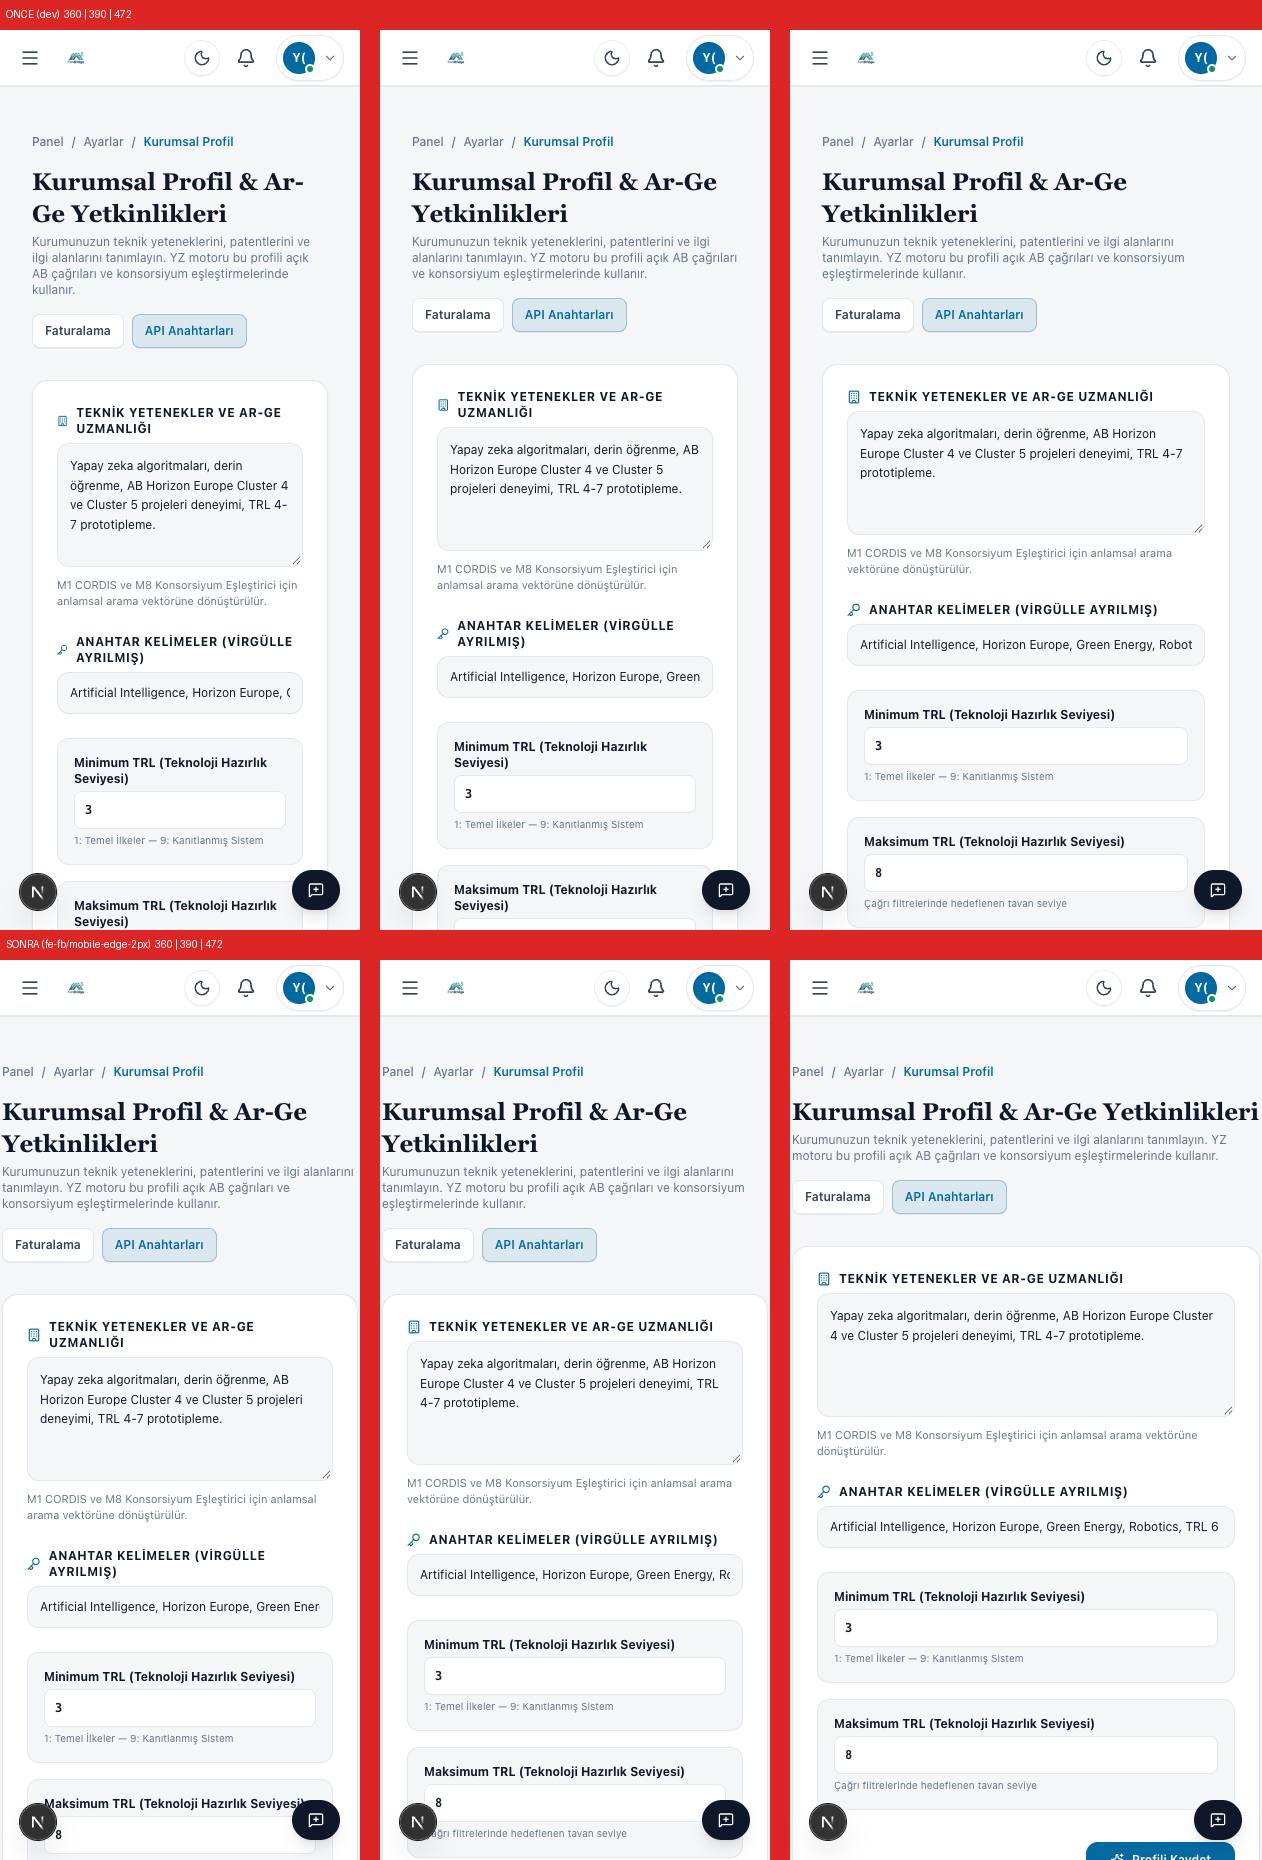 ONCE (dev) 360 | 390 | 472
Y(
Panel / Ayarlar / Kurumsal Profil
Kurumsal Profil & Ar-
Ge Yetkinlikleri
Kurumunuzun teknik yeteneklerini, patentlerini ve
ilgi alanlarını tanımlayın. YZ motoru bu profili açık
AB çağrıları ve konsorsiyum eşleştirmelerinde
kullanır.
Faturalama
API Anahtarları
TEKNİK YETENEKLER VE AR-GE
UZMANLIĞI
Yapay zeka algoritmaları, derin
öğrenme, AB Horizon Europe Cluster 4
ve Cluster 5 projeleri deneyimi, TRL 4-
7 prototipleme.
M1 CORDIS ve M8 Konsorsiyum Eşleştirici için
anlamsal arama vektörüne dönüştürülür.
ANAHTAR KELİMELER (VİRGÜLLE
AYRILMIŞ)
Artificial Intelligence, Horizon Europe,
Minimum TRL (Teknoloji Hazırlık
Seviyesi)
3
1: Temel İlkeler — 9: Kanıtlanmış Sistem
Maksimum TRL (Teknoloji Hazırlık
Seviyesi)
N
Y(
Panel / Ayarlar / Kurumsal Profil
Kurumsal Profil & Ar-Ge
Yetkinlikleri
Kurumunuzun teknik yeteneklerini, patentlerini ve ilgi
alanlarını tanımlayın. YZ motoru bu profili açık AB çağrıları
ve konsorsiyum eşleştirmelerinde kullanır.
Faturalama
API Anahtarları
TEKNİK YETENEKLER VE AR-GE
UZMANLIĞI
Yapay zeka algoritmaları, derin öğrenme, AB
Horizon Europe Cluster 4 ve Cluster 5
projeleri deneyimi, TRL 4-7 prototipleme.
M1 CORDIS ve M8 Konsorsiyum Eşleştirici için
anlamsal arama vektörüne dönüştürülür.
ANAHTAR KELİMELER (VİRGÜLLE
AYRILMIŞ)
Artificial Intelligence, Horizon Europe, Green
Minimum TRL (Teknoloji Hazırlık
Seviyesi)
3
1: Temel İlkeler — 9: Kanıtlanmış Sistem
Maksimum TRL (Teknoloji Hazırlık
Seviyesi)
N
Y(
Panel / Ayarlar / Kurumsal Profil
Kurumsal Profil & Ar-Ge
Yetkinlikleri
Kurumunuzun teknik yeteneklerini, patentlerini ve ilgi alanlarını
tanımlayın. YZ motoru bu profili açık AB çağrıları ve konsorsiyum
eşleştirmelerinde kullanır.
Faturalama
API Anahtarları
TEKNİK YETENEKLER VE AR-GE UZMANLIĞI
Yapay zeka algoritmaları, derin öğrenme, AB Horizon
Europe Cluster 4 ve Cluster 5 projeleri deneyimi, TRL 4-7
prototipleme.
M1 CORDIS ve M8 Konsorsiyum Eşleştirici için anlamsal arama
vektörüne dönüştürülür.
ANAHTAR KELİMELER (VİRGÜLLE AYRILMIŞ)
Artificial Intelligence, Horizon Europe, Green Energy, Robot
Minimum TRL (Teknoloji Hazırlık Seviyesi)
3
1: Temel İlkeler — 9: Kanıtlanmış Sistem
Maksimum TRL (Teknoloji Hazırlık Seviyesi)
8
Çağrı filtrelerinde hedeflenen tavan seviye
N
SONRA (fe-fb/mobile-edge-2px) 360 | 390 | 472
Y(
Panel / Ayarlar / Kurumsal Profil
Kurumsal Profil & Ar-Ge
Yetkinlikleri
Kurumunuzun teknik yeteneklerini, patentlerini ve ilgi alanlarını
tanımlayın. YZ motoru bu profili açık AB çağrıları ve
konsorsiyum eşleştirmelerinde kullanır.
Faturalama
API Anahtarları
TEKNİK YETENEKLER VE AR-GE
UZMANLIĞI
Yapay zeka algoritmaları, derin öğrenme, AB
Horizon Europe Cluster 4 ve Cluster 5 projeleri
deneyimi, TRL 4-7 prototipleme.
M1 CORDIS ve M8 Konsorsiyum Eşleştirici için anlamsal
arama vektörüne dönüştürülür.
ANAHTAR KELİMELER (VİRGÜLLE
AYRILMIŞ)
Artificial Intelligence, Horizon Europe, Green Ener
Minimum TRL (Teknoloji Hazırlık Seviyesi)
3
1: Temel İlkeler — 9: Kanıtlanmış Sistem
Maksimum TRL (Teknoloji Hazırlık Seviyesi)
8
N
Y(
Panel / Ayarlar / Kurumsal Profil
Kurumsal Profil & Ar-Ge
Yetkinlikleri
Kurumunuzun teknik yeteneklerini, patentlerini ve ilgi alanlarını
tanımlayın. YZ motoru bu profili açık AB çağrıları ve konsorsiyum
eşleştirmelerinde kullanır.
Faturalama
API Anahtarları
TEKNİK YETENEKLER VE AR-GE UZMANLIĞI
Yapay zeka algoritmaları, derin öğrenme, AB Horizon
Europe Cluster 4 ve Cluster 5 projeleri deneyimi, TRL
4-7 prototipleme.
M1 CORDIS ve M8 Konsorsiyum Eşleştirici için anlamsal arama
vektörüne dönüştürülür.
ANAHTAR KELİMELER (VİRGÜLLE AYRILMIŞ)
Artificial Intelligence, Horizon Europe, Green Energy,
Minimum TRL (Teknoloji Hazırlık Seviyesi)
3
1: Temel İlkeler — 9: Kanıtlanmış Sistem
Maksimum TRL (Teknoloji Hazırlık Seviyesi)
8
filtrelerinde hedeflenen tavan seviye
N
Y(
Panel / Ayarlar / Kurumsal Profil
Kurumsal Profil & Ar-Ge Yetkinlikleri
Kurumunuzun teknik yeteneklerini, patentlerini ve ilgi alanlarını tanımlayın. YZ
motoru bu profili açık AB çağrıları ve konsorsiyum eşleştirmelerinde kullanır.
Faturalama
API Anahtarları
TEKNİK YETENEKLER VE AR-GE UZMANLIĞI
Yapay zeka algoritmaları, derin öğrenme, AB Horizon Europe Cluster
4 ve Cluster 5 projeleri deneyimi, TRL 4-7 prototipleme.
M1 CORDIS ve M8 Konsorsiyum Eşleştirici için anlamsal arama vektörüne
dönüştürülür.
ANAHTAR KELİMELER (VİRGÜLLE AYRILMIŞ)
Artificial Intelligence, Horizon Europe, Green Energy, Robotics, TRL 6
Minimum TRL (Teknoloji Hazırlık Seviyesi)
3
1: Temel İlkeler — 9: Kanıtlanmış Sistem
Maksimum TRL (Teknoloji Hazırlık Seviyesi)
8
Çağrı filtrelerinde hedeflenen tavan seviye
N
Profili Kaydet